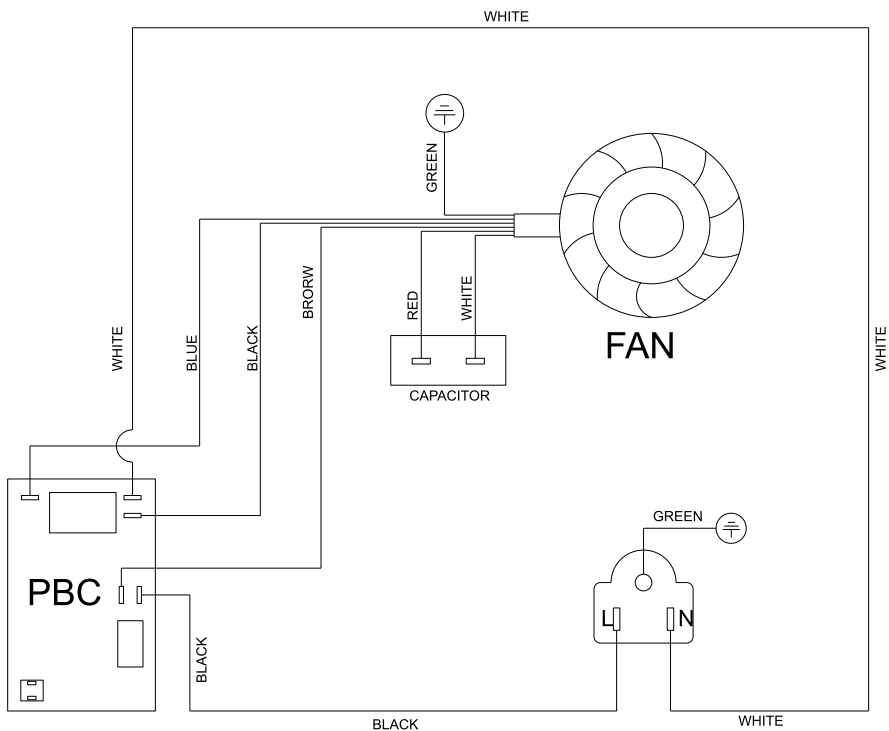 WHITE
GREEN
WHITE
BLUE
BLACK
BRORW
RED
WHITE
WHITE
FAN
CAPACITOR
GREEN
PBC
L N
BLACK
BLACK
WHITE